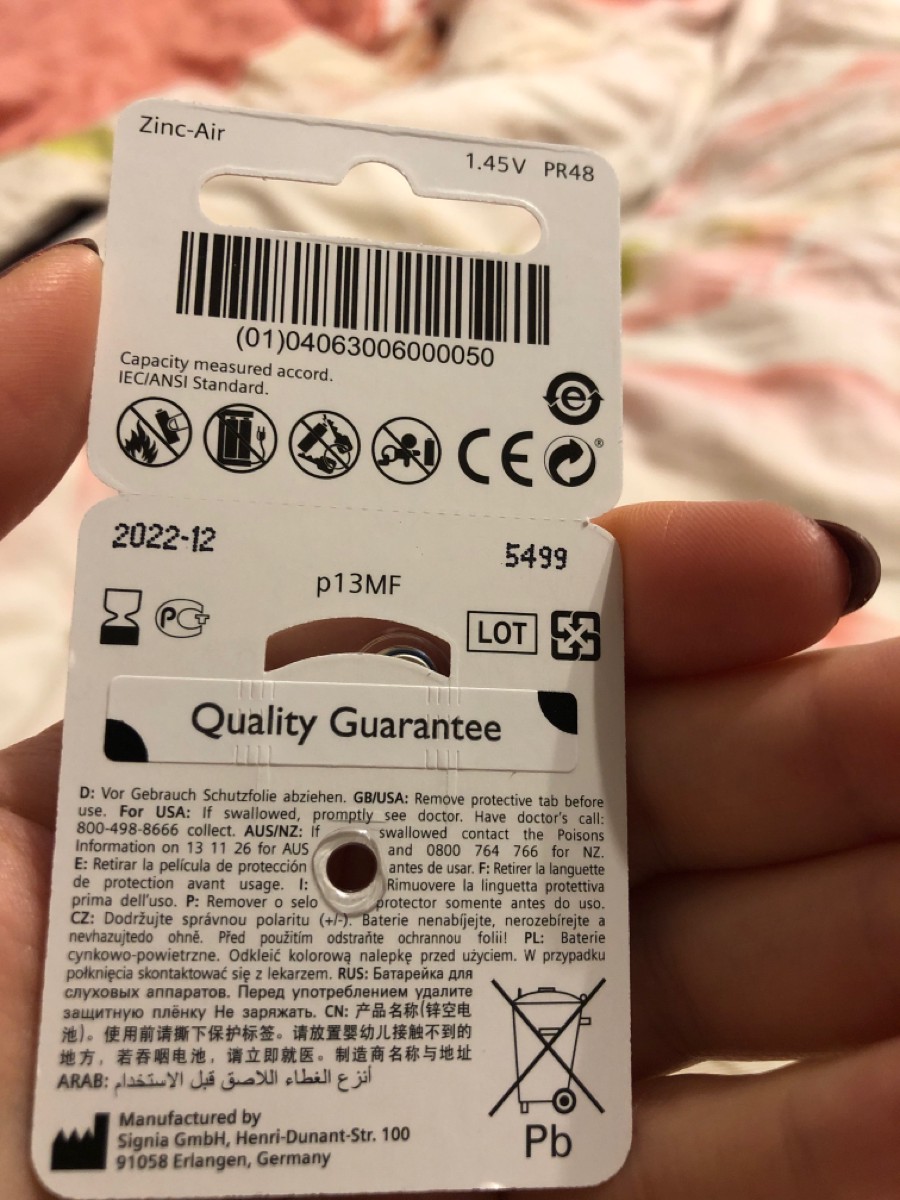 Zinc-Air
1.45V PR48
(01)04063006000050
Capacity measured accord.
IEC/ANSI Standard.
e
CE
®
2022-12
5499
p13MF
PC+
LOT
Quality Guarantee
D: Vor Gebrauch Schutzfolie abziehen. GB/USA: Remove protective tab before
use. For USA: If swallowed, promptly see doctor. Have doctor's call:
800-498-8666 collect. AUS/NZ: If swallowed contact the Poisons
Information on 13 11 26 for AUS and 0800 764 766 for NZ.
E: Retirar la película de protección antes de usar. F: Retirer la languette
de protection avant usage. I: Rimuovere la linguetta protettiva
prima dell'uso. P: Remover o selo protector somente antes do uso.
CZ: Dodržujte správnou polaritu (+/-). Baterie nenabíjejte, nerozebírejte a
nevhazujtedo ohně. Před použitím odstraňte ochrannou folii! PL: Baterie
cynkowo-powietrzne. Odkleić kolorową nalepkę przed użyciem. W przypadku
połknięcia skontaktować się z lekarzem. RUS: Батарейка для
слуховых аппаратов. Перед употреблением удалите
защитную плёнку Не заряжать. CN: 产品名称(锌空电
池)。使用前请撕下保护标签。请放置婴幼儿接触不到的
地方，若吞咽电池，请立即就医。制造商名称与地址
ARAB: أنزع الغطاء اللاصق قبل الاستخدام
Pb
Manufactured by
Signia GmbH, Henri-Dunant-Str. 100
91058 Erlangen, Germany